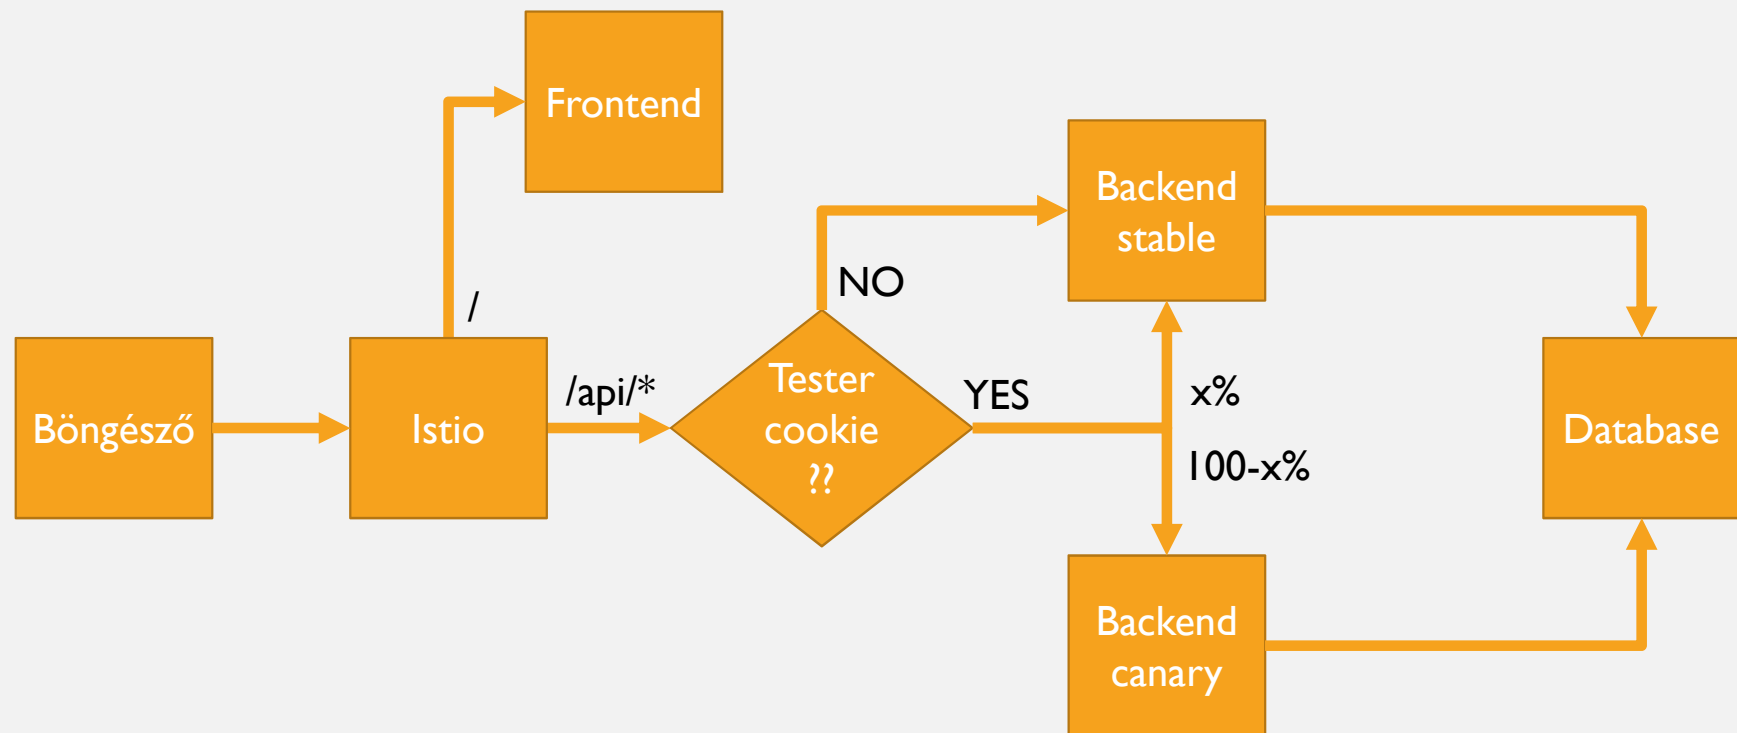 Frontend
Backend
stable
NO
/
Böngésző
Istio
/api/*
Tester
cookie
??
YES
x%
100-x%
Database
Backend
canary